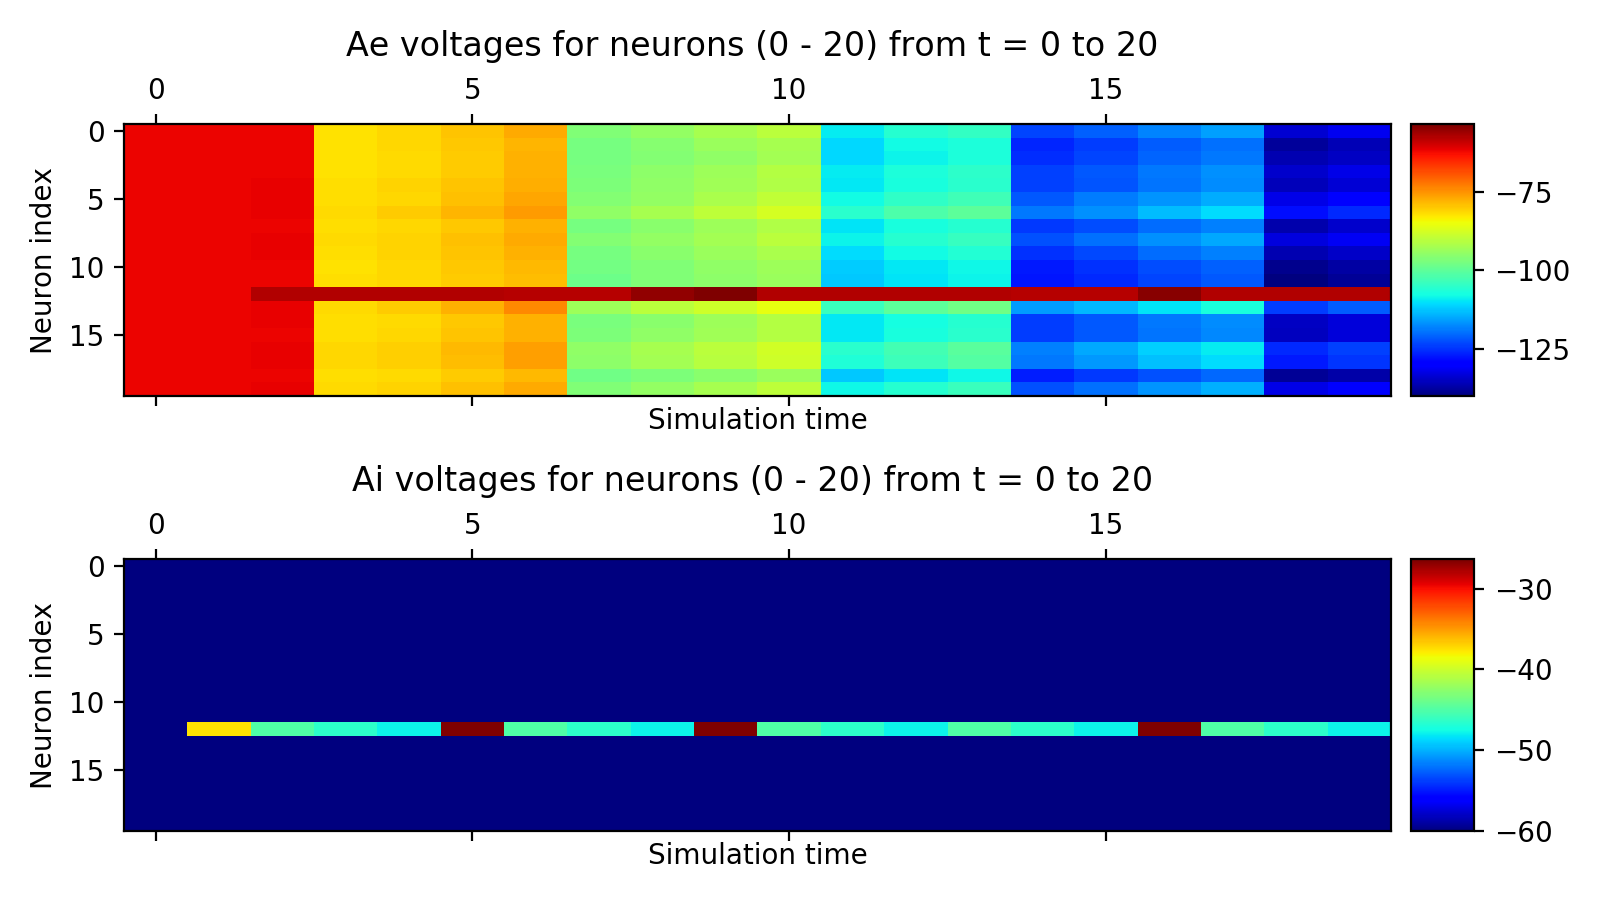 Ae voltages for neurons (0 - 20) from t = 0 to 20
0 5 10 15
Neuron index
0
5
10
15
Simulation time
−75
−100
−125
Ai voltages for neurons (0 - 20) from t = 0 to 20
0 5 10 15
Neuron index
0
5
10
15
Simulation time
−30
−40
−50
−60